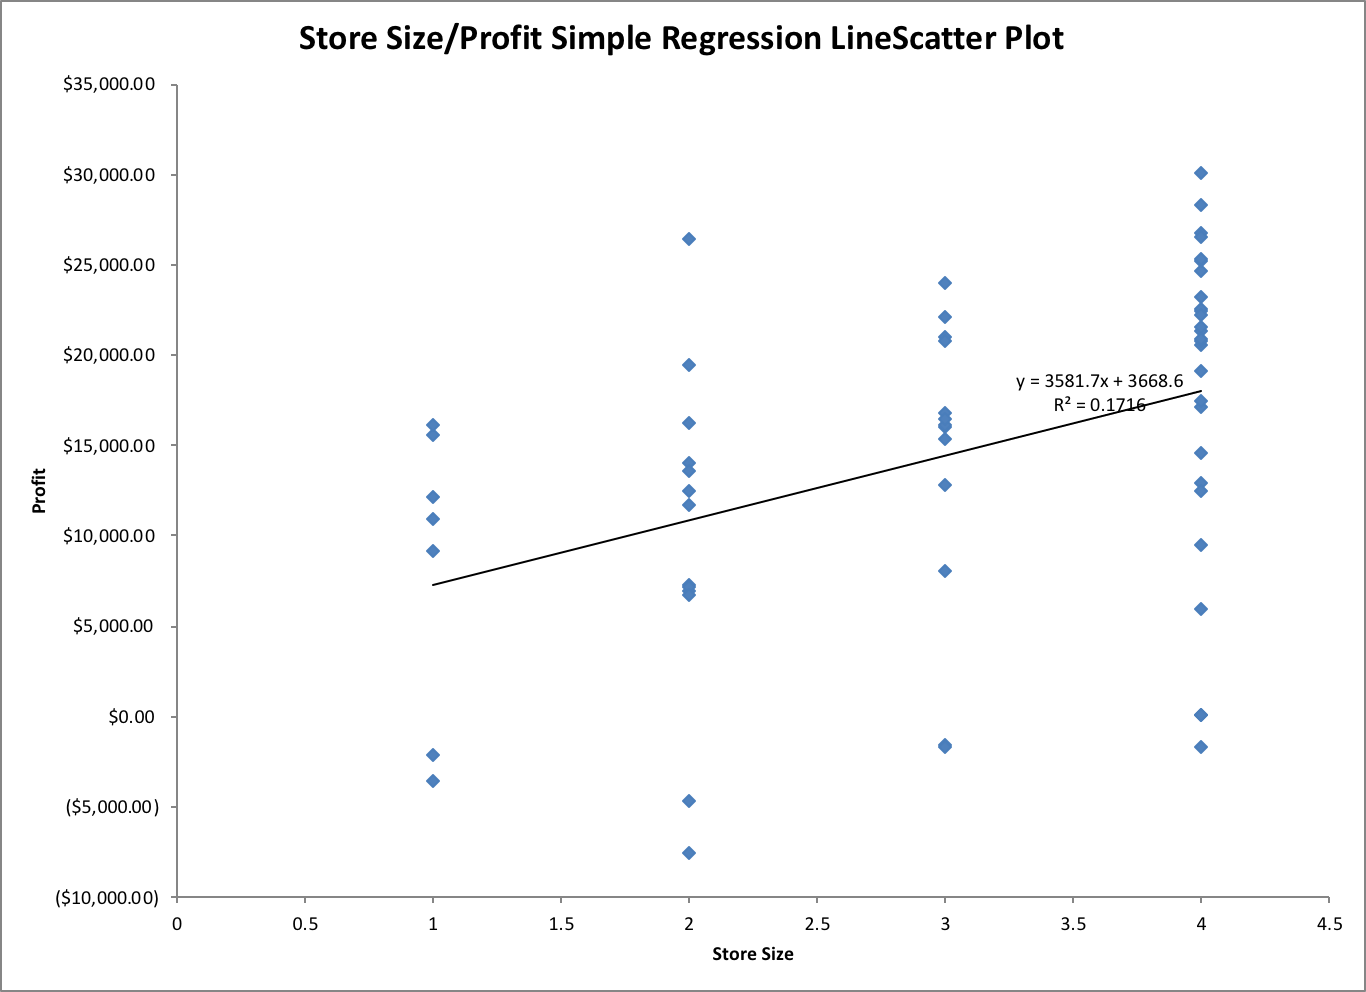 Store Size/Profit Simple Regression LineScatter Plot
$35,000.00
$30,000.00
$25,000.00
$20,000.00
y = 3581.7x + 3668.6
R² = 0.1716
$15,000.00
Profit
$10,000.00
$5,000.00
$0.00
($5,000.00)
($10,000.00)
0 0.5 1 1.5 2 2.5 3 3.5 4 4.5
Store Size